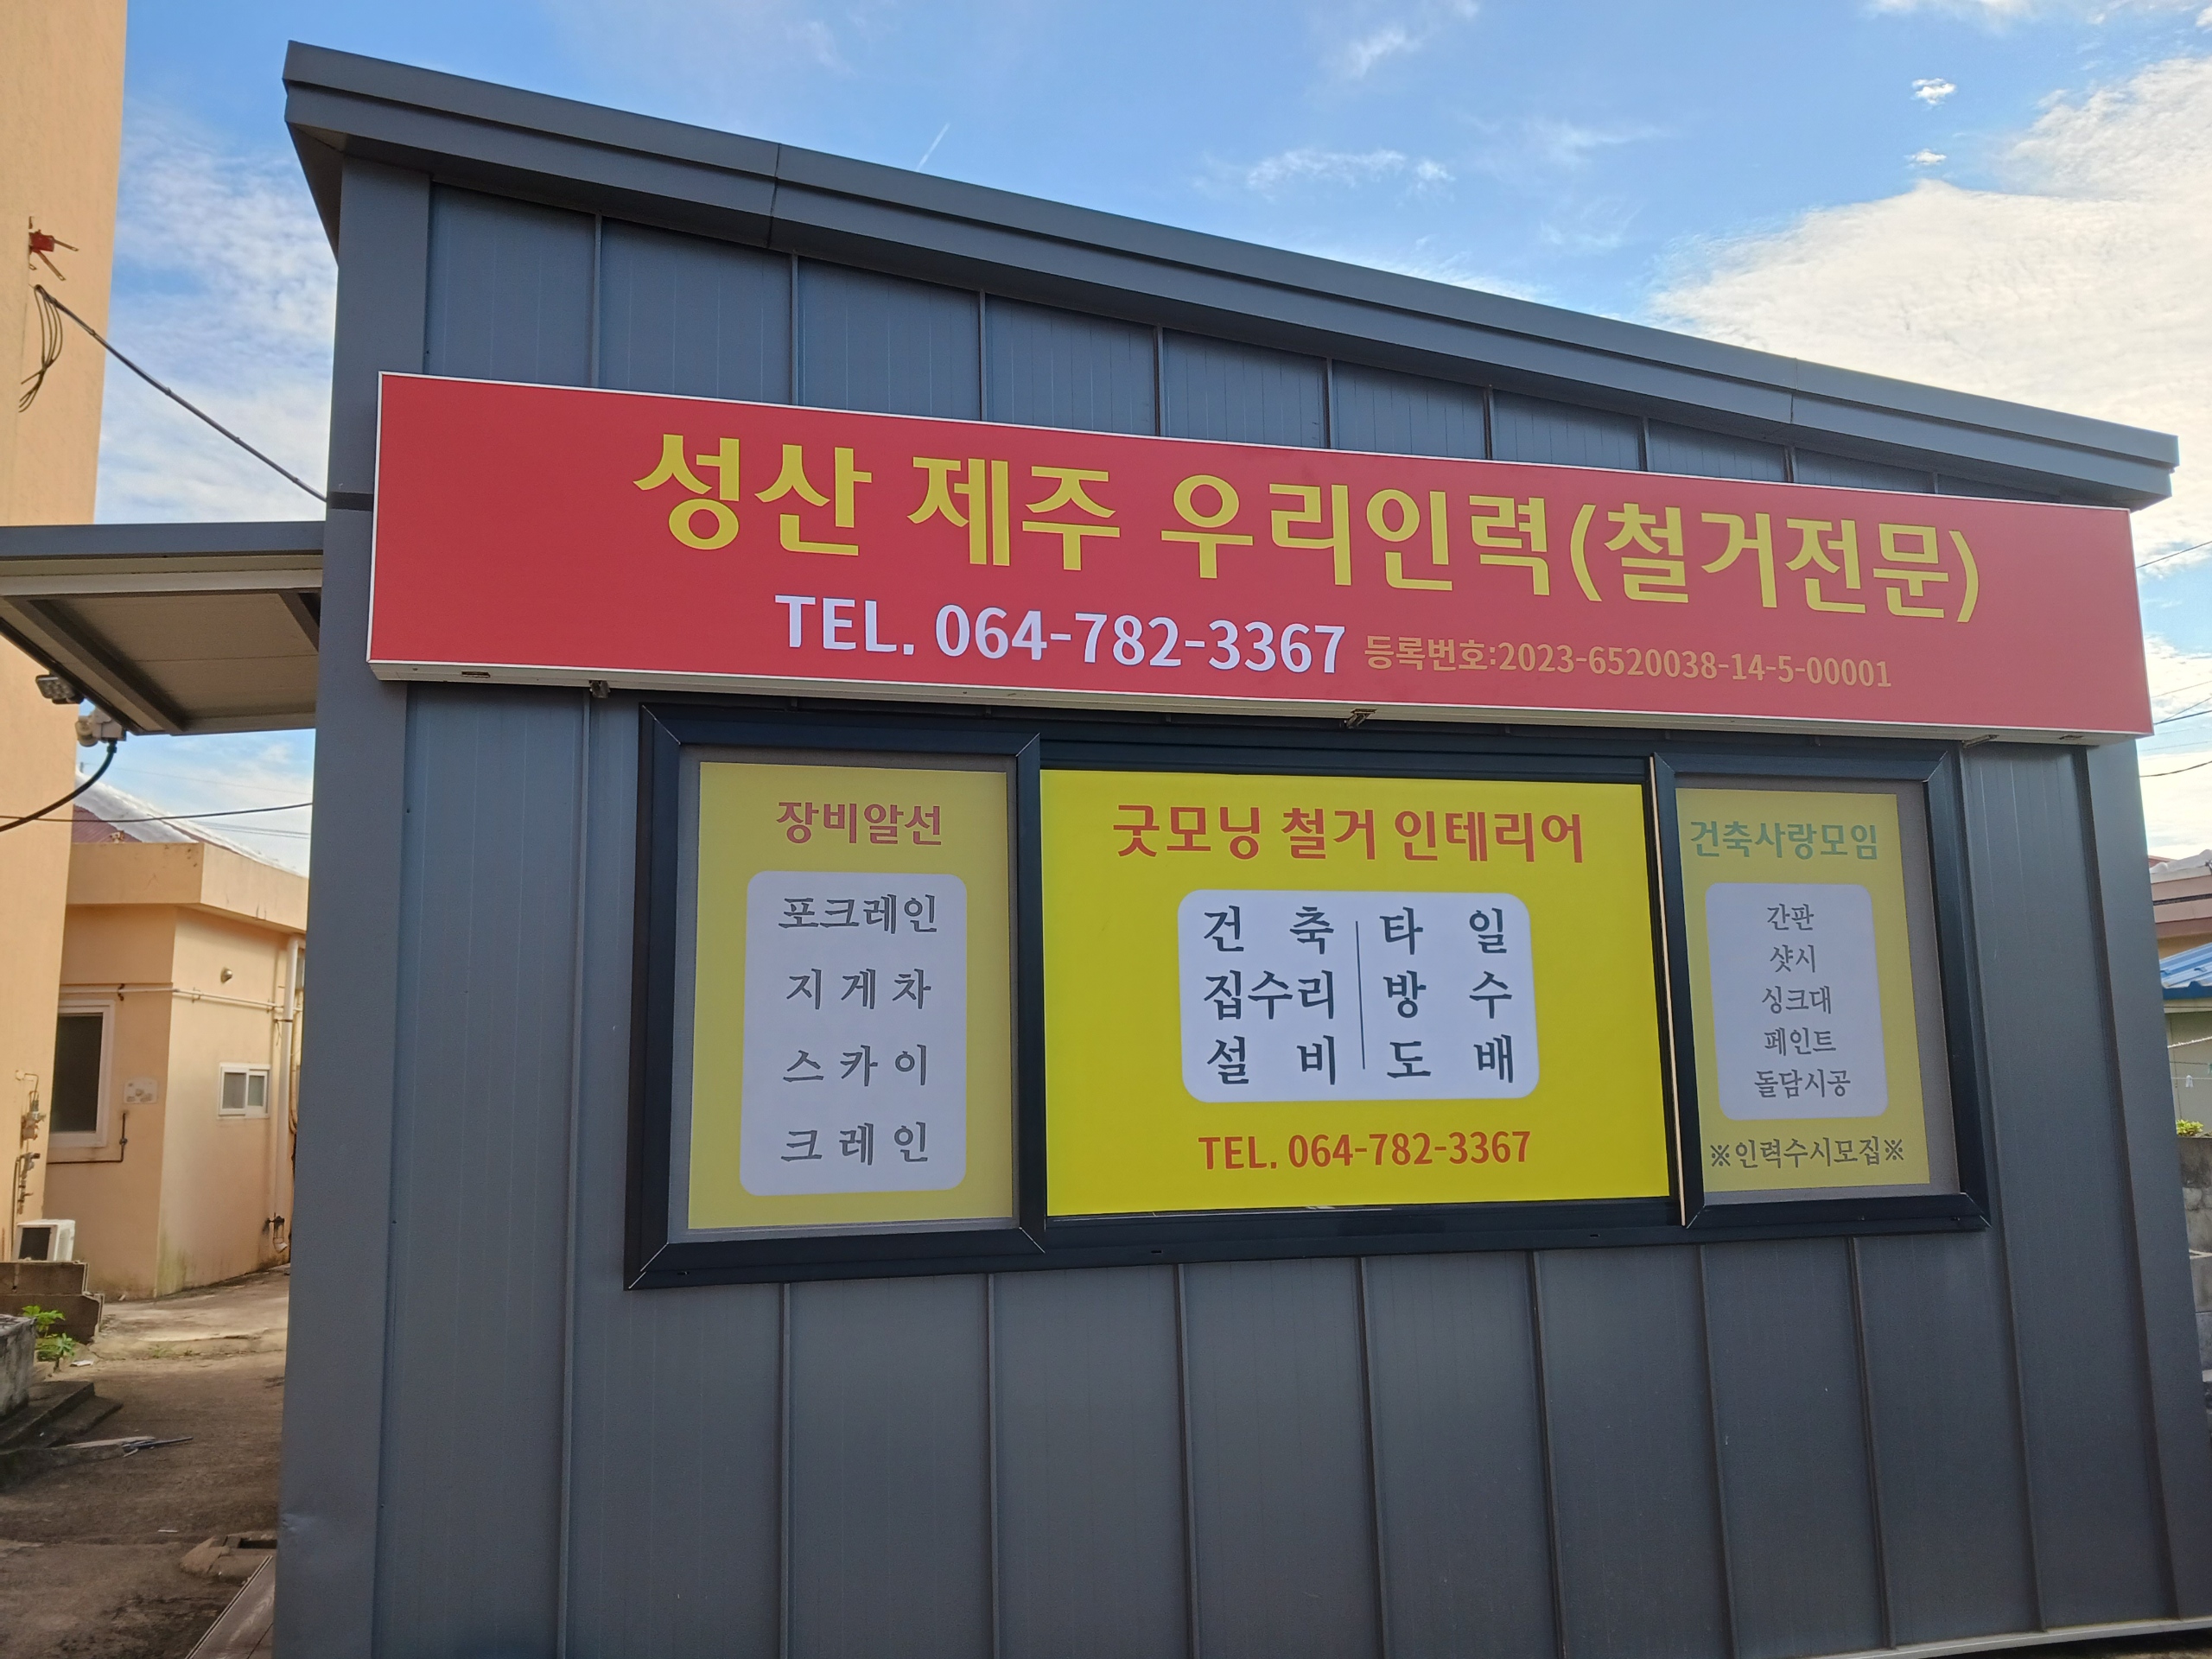 성산 제주 우리인력(철거전문)
TEL. 064-782-3367 등록번호:2023-6520038-14-5-00001
장비알선
포크레인
지게차
스카이
크레인
굿모닝 철거 인테리어
건축 타일
집수리 방수
설비 도배
TEL. 064-782-3367
건축사랑모임
간판
샷시
싱크대
페인트
돌담시공
※인력수시모집※